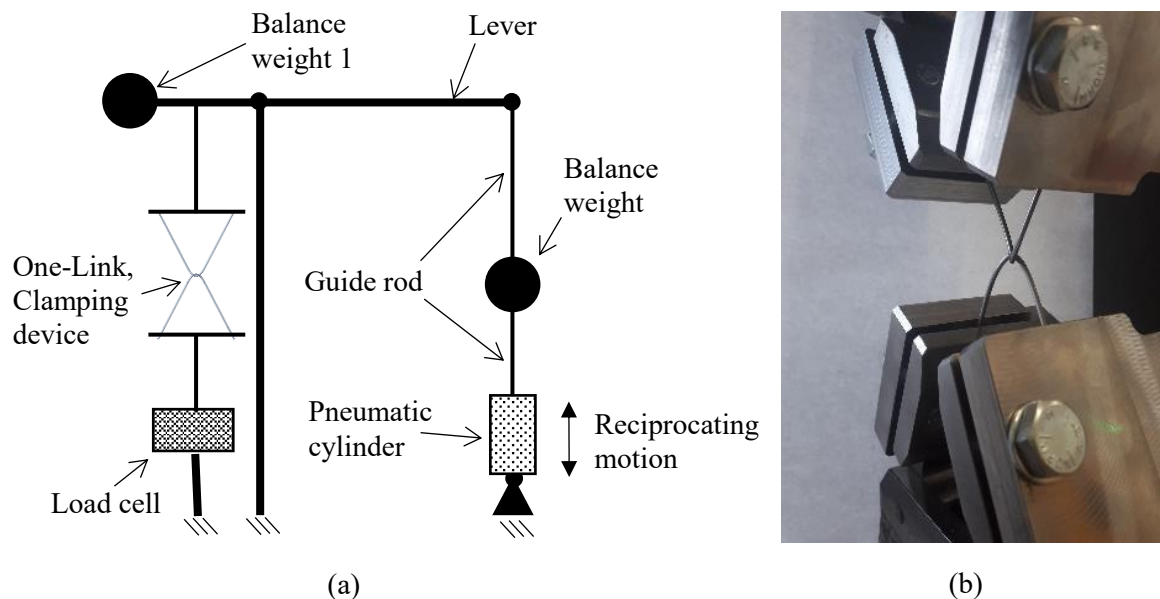 Balance
weight 1
Lever
Balance
weight
One-Link,
Clamping
device
Guide rod
Pneumatic
cylinder
Reciprocating
motion
Load cell
(a)
(b)